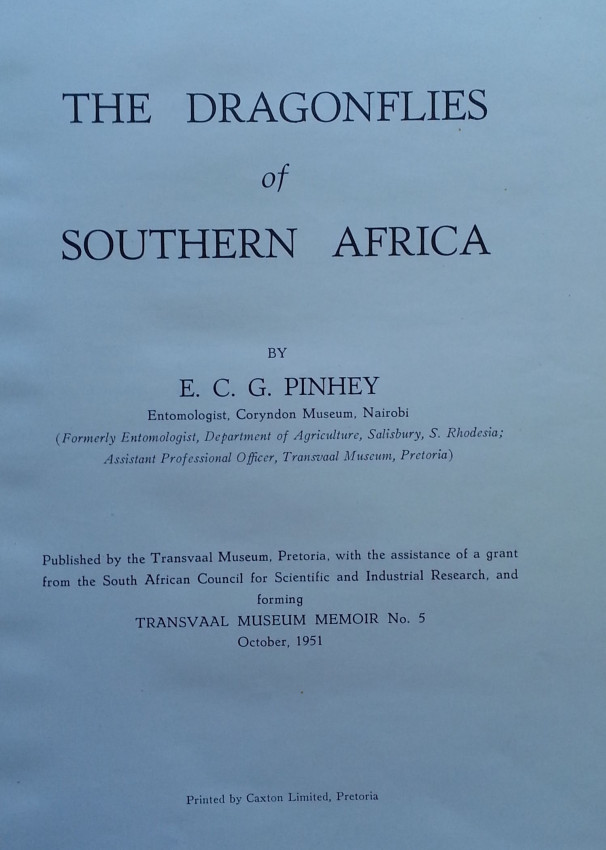 THE DRAGONFLIES
of
SOUTHERN AFRICA
BY
E. C. G. PINHEY
Entomologist, Coryndon Museum, Nairobi
(Formerly Entomologist, Department of Agriculture, Salisbury, S. Rhodesia;
Assistant Professional Officer, Transvaal Museum, Pretoria)
Published by the Transvaal Museum, Pretoria, with the assistance of a grant
from the South African Council for Scientific and Industrial Research, and
forming
TRANSVAAL MUSEUM MEMOIR No. 5
October, 1951
Printed by Caxton Limited, Pretoria